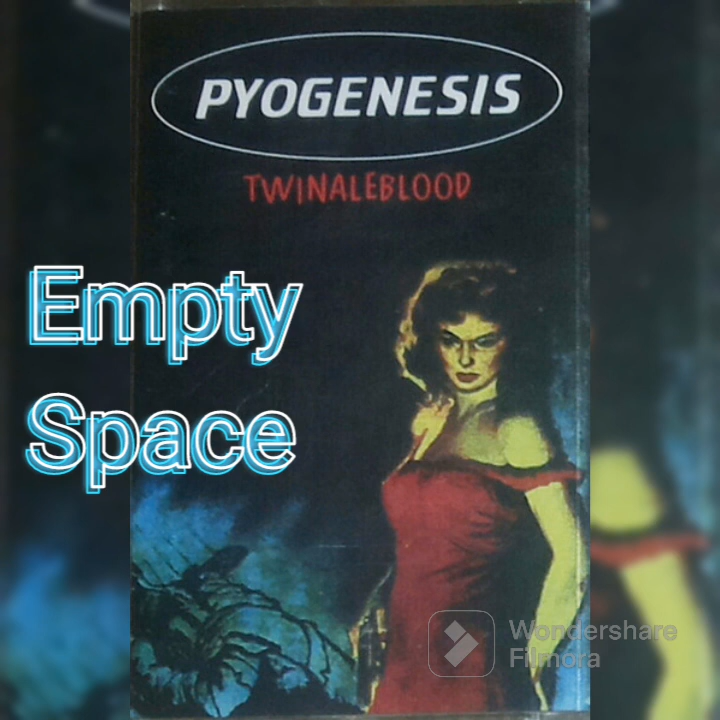 PYOGENESIS
TWINALEBLOOD
Empty
Space
Wondershare
Filmora